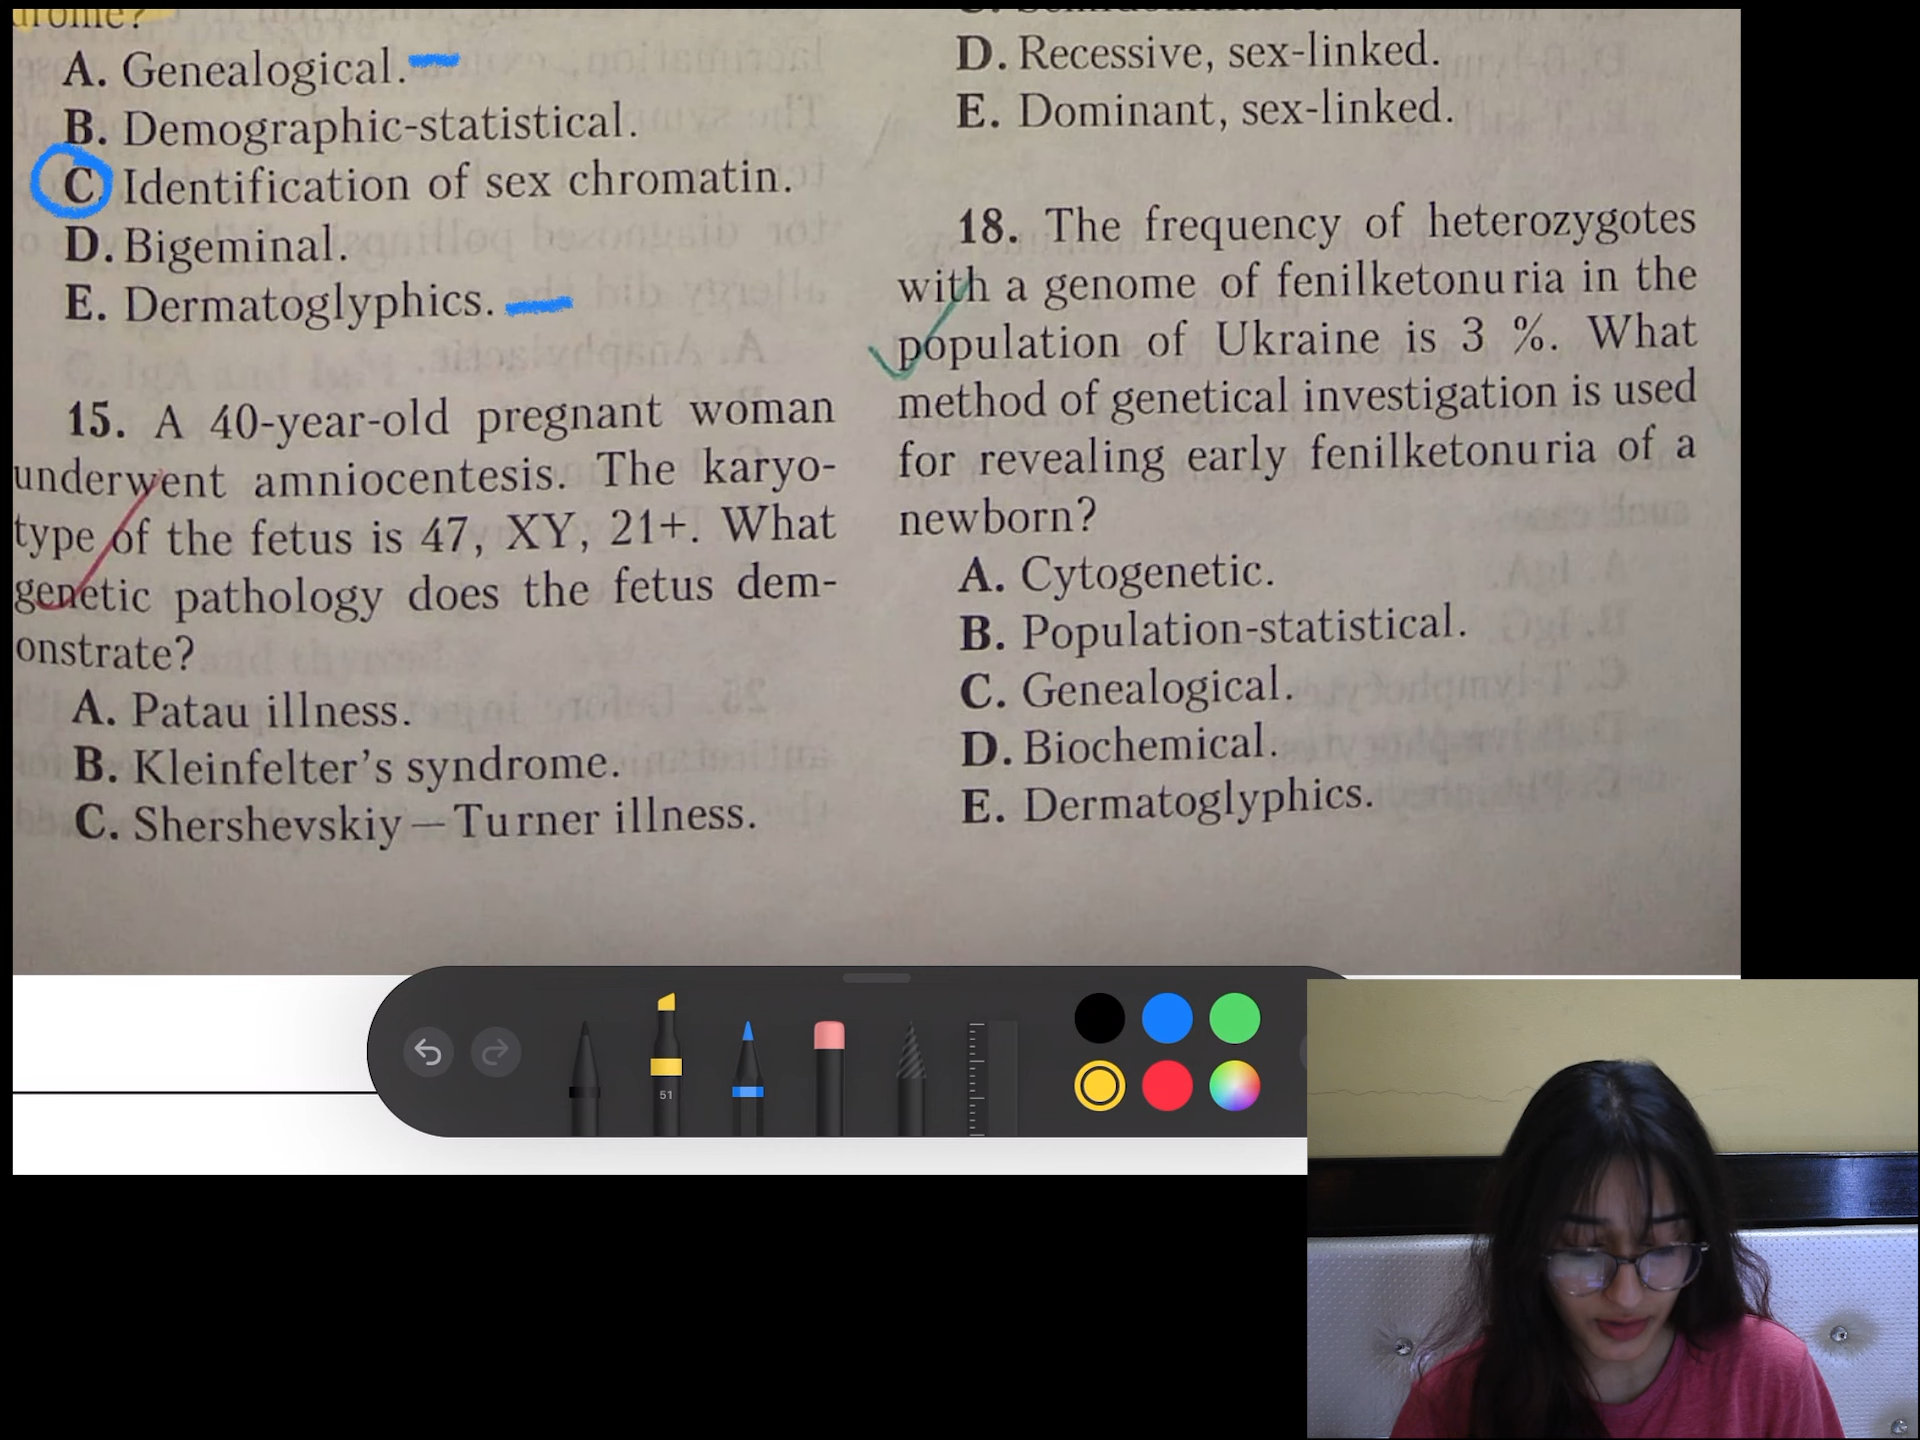 drome?
A. Genealogical.
B. Demographic-statistical.
C. Identification of sex chromatin.
D. Bigeminal.
E. Dermatoglyphics.
15. A 40-year-old pregnant woman
underwent amniocentesis. The karyo-
type of the fetus is 47, XY, 21+. What
genetic pathology does the fetus dem-
onstrate?
A. Patau illness.
B. Kleinfelter's syndrome.
C. Shershevskiy — Turner illness.
D. Recessive, sex-linked.
E. Dominant, sex-linked.
18. The frequency of heterozygotes
with a genome of fenilketonuria in the
population of Ukraine is 3 %. What
method of genetical investigation is used
for revealing early fenilketonuria of a
newborn?
A. Cytogenetic.
B. Population-statistical.
C. Genealogical.
D. Biochemical.
E. Dermatoglyphics.
51